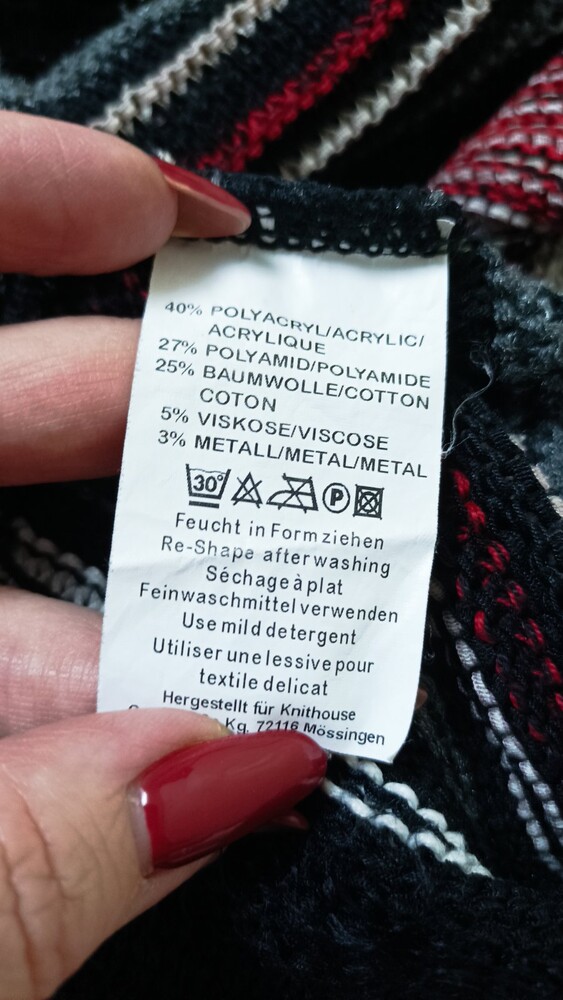 40% POLYACRYL/ACRYLIC/
ACRYLIQUE
27% POLYAMID/POLYAMIDE
25% BAUMWOLLE/COTTON
COTON
5% VISKOSE/VISCOSE
3% METALL/METAL/METAL
30° P
Feucht in Form ziehen
Re-Shape after washing
Séchage à plat
Feinwaschmittel verwenden
Use mild detergent
Utiliser une lessive pour
textile delicat
Hergestellt für Knithouse
Kg. 72116 Mössingen